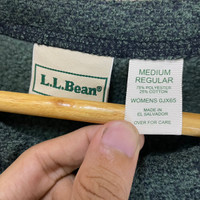 L.L.Bean
MEDIUM
REGULAR
75% POLYESTER
25% COTTON
WOMENS 0JX65
MADE IN
EL SALVADOR
OVER FOR CARE